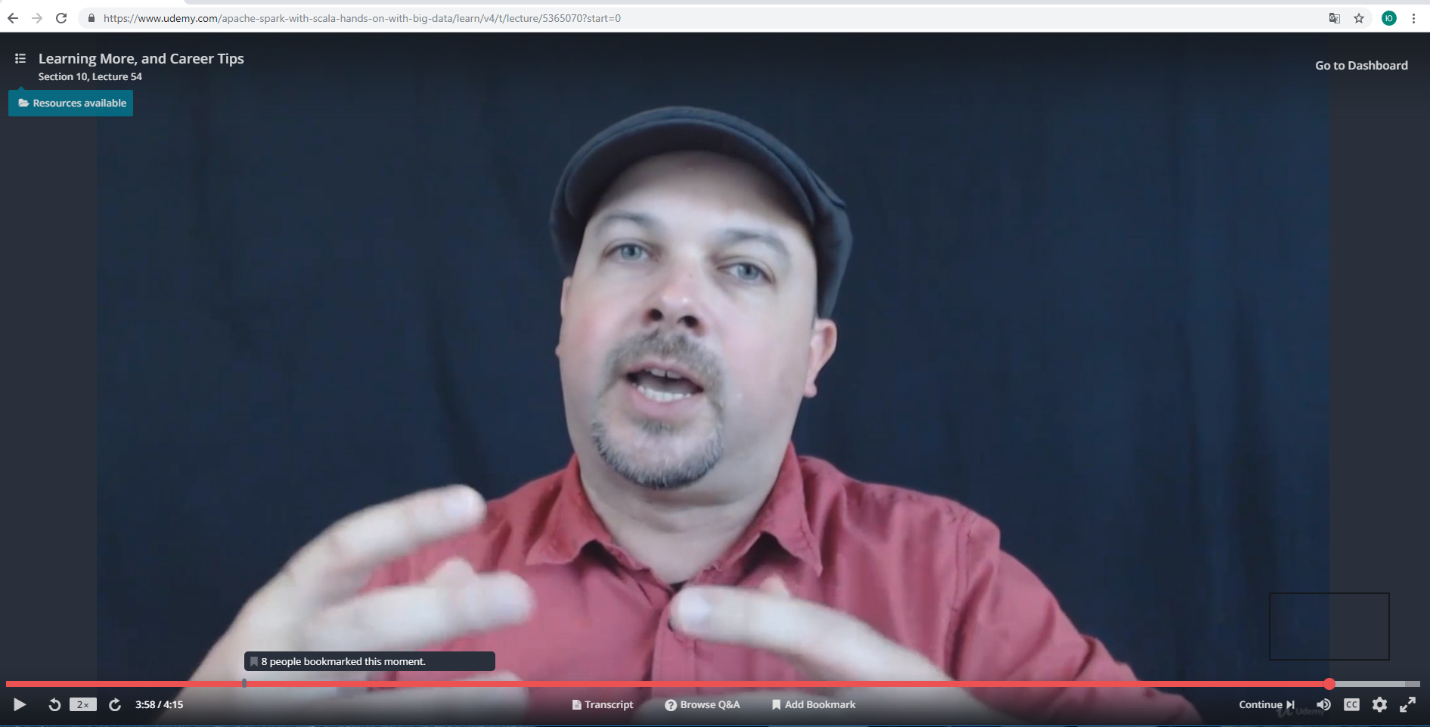 https://www.udemy.com/apache-spark-with-scala-hands-on-with-big-data/learn/v4/t/lecture/5365070?start=0
Learning More, and Career Tips
Section 10, Lecture 54
Go to Dashboard
Resources available
8 people bookmarked this moment.
2×
3:58 / 4:15
Transcript
Browse Q&A
Add Bookmark
Continue
CC
Udemy